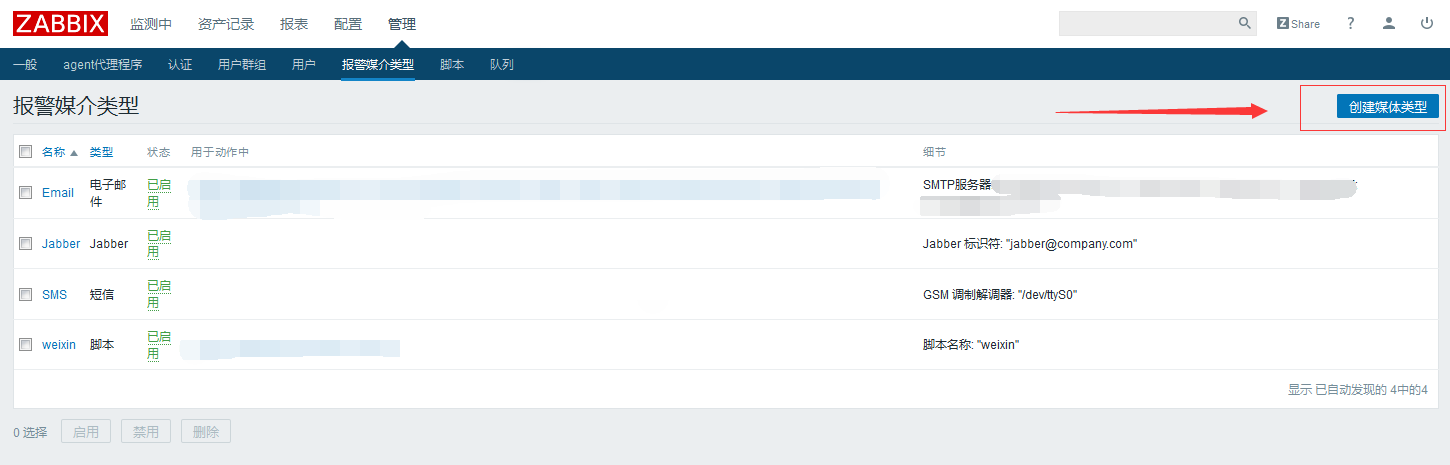 ZABBIX 监测中 资产记录 报表 配置 管理 Z Share ?
一般 agent代理程序 认证 用户群组 用户 报警媒介类型 脚本 队列
报警媒介类型 创建媒体类型
名称 类型 状态 用于动作中 细节
Email 电子邮件 已启用 SMTP服务器
Jabber Jabber 已启用 Jabber 标识符: "jabber@company.com"
SMS 短信 已启用 GSM 调制解调器: "/dev/ttyS0"
weixin 脚本 已启用 脚本名称: "weixin"
显示 已自动发现的 4中的4
0 选择 启用 禁用 删除